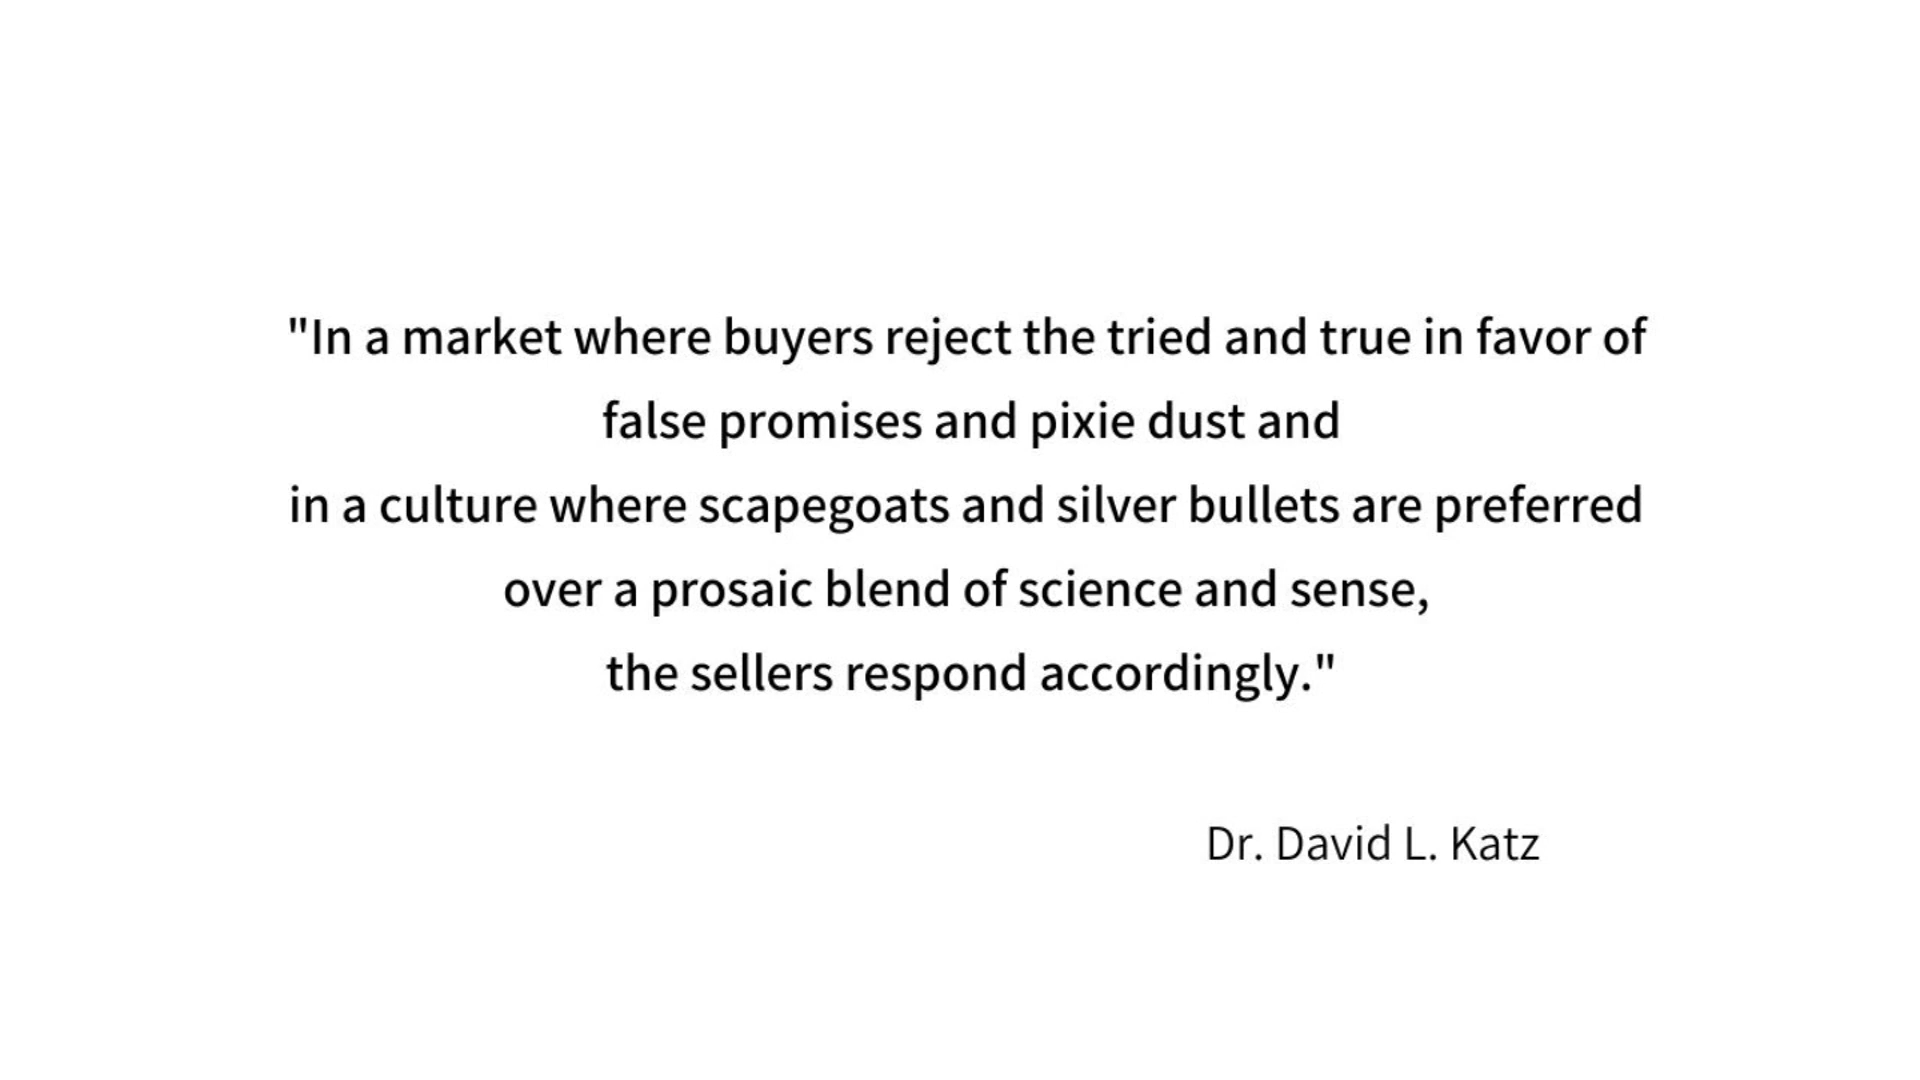 "In a market where buyers reject the tried and true in favor of
false promises and pixie dust and
in a culture where scapegoats and silver bullets are preferred
over a prosaic blend of science and sense,
the sellers respond accordingly."
Dr. David L. Katz